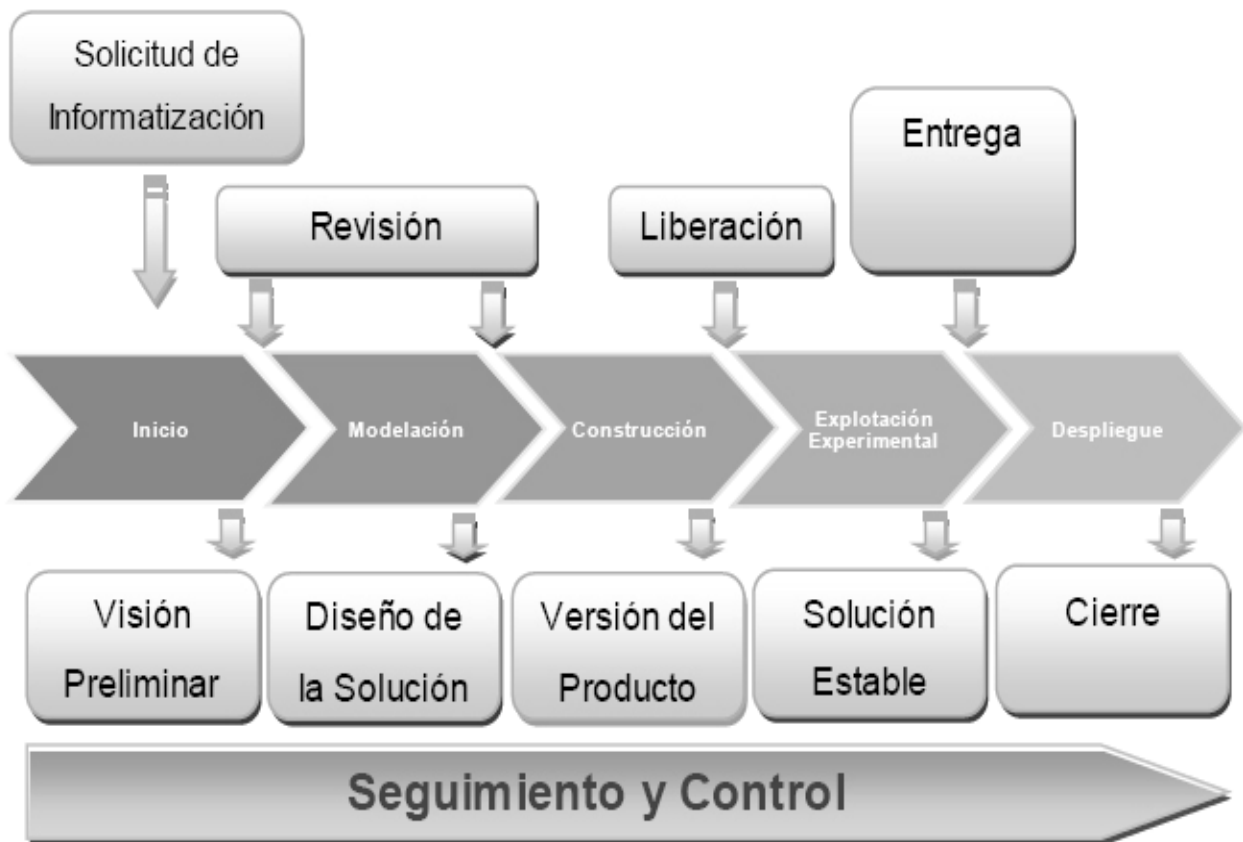 Solicitud de
Informatización
Entrega
Revisión
Liberación
Inicio
Modelación
Construcción
Explotación
Experimental
Despliegue
Visión
Preliminar
Diseño de
la Solución
Versión del
Producto
Solución
Estable
Cierre
Seguimiento y Control